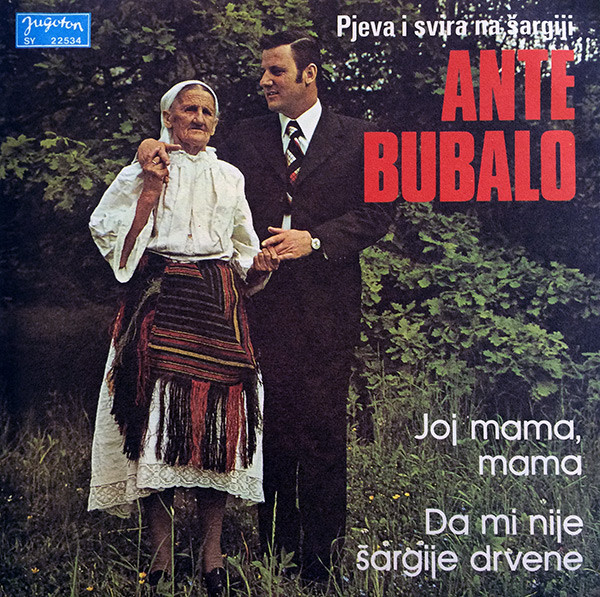 Jugoton
SY 22534
Pjeva i svira na šargiji
ANTE
BUBALO
Joj mama,
mama
Da mi nije
šargije drvene